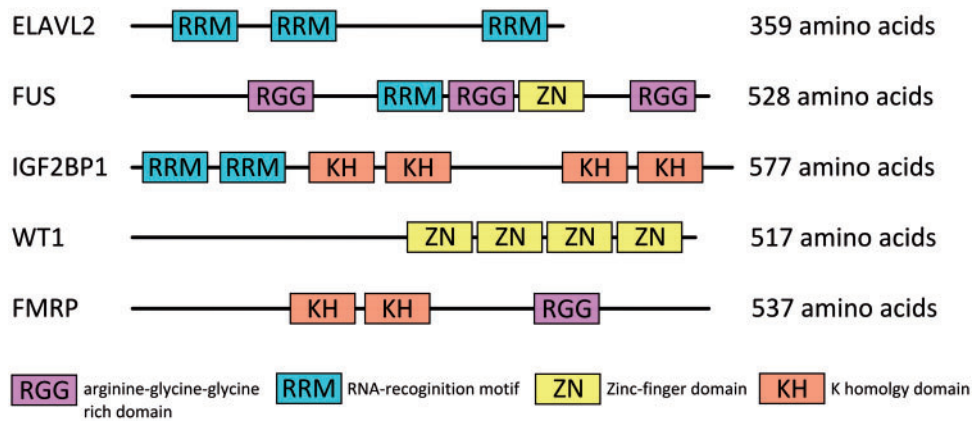 ELAVL2 RRM RRM RRM 359 amino acids
FUS RGG RRM RGG ZN RGG 528 amino acids
IGF2BP1 RRM RRM KH KH KH KH 577 amino acids
WT1 ZN ZN ZN ZN 517 amino acids
FMRP KH KH RGG 537 amino acids
RGG arginine-glycine-glycine
rich domain
RRM RNA-recoginition motif
ZN Zinc-finger domain
KH K homolgy domain